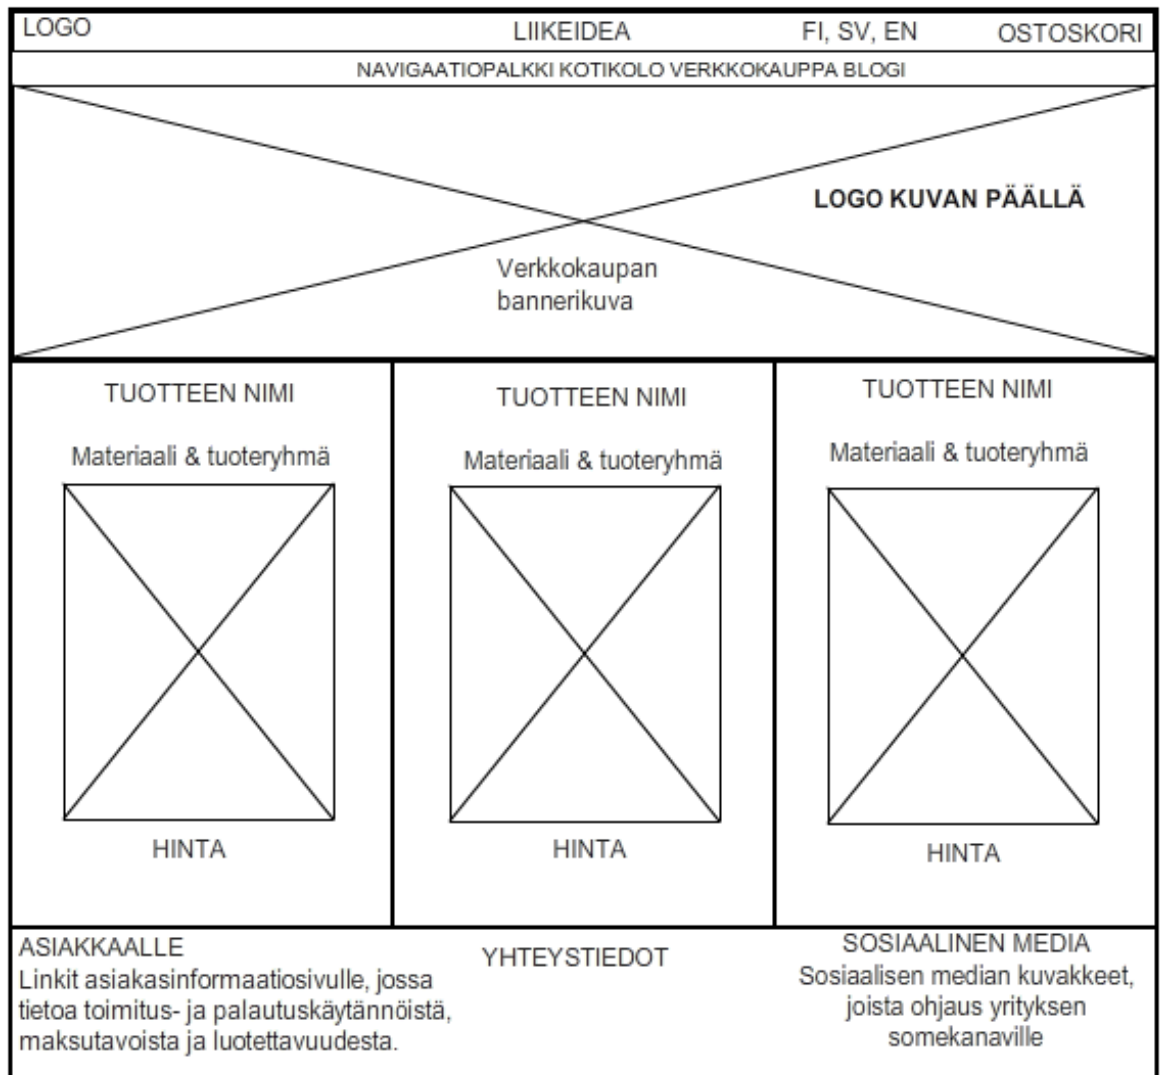 LOGO LIIKEIDEA FI, SV, EN OSTOSKORI
NAVIGAATIOPALKKI KOTIKOLO VERKKOKAUPPA BLOGI
LOGO KUVAN PÄÄLLÄ
Verkkokaupan
bannerikuva
TUOTTEEN NIMI
Materiaali & tuoteryhmä
HINTA
TUOTTEEN NIMI
Materiaali & tuoteryhmä
HINTA
TUOTTEEN NIMI
Materiaali & tuoteryhmä
HINTA
ASIAKKAALLE
Linkit asiakasinformaatiosivulle, jossa
tietoa toimitus- ja palautuskäytännöistä,
maksutavoista ja luotettavuudesta.
YHTEYSTIEDOT
SOSIAALINEN MEDIA
Sosiaalisen median kuvakkeet,
joista ohjaus yrityksen
somekanaville